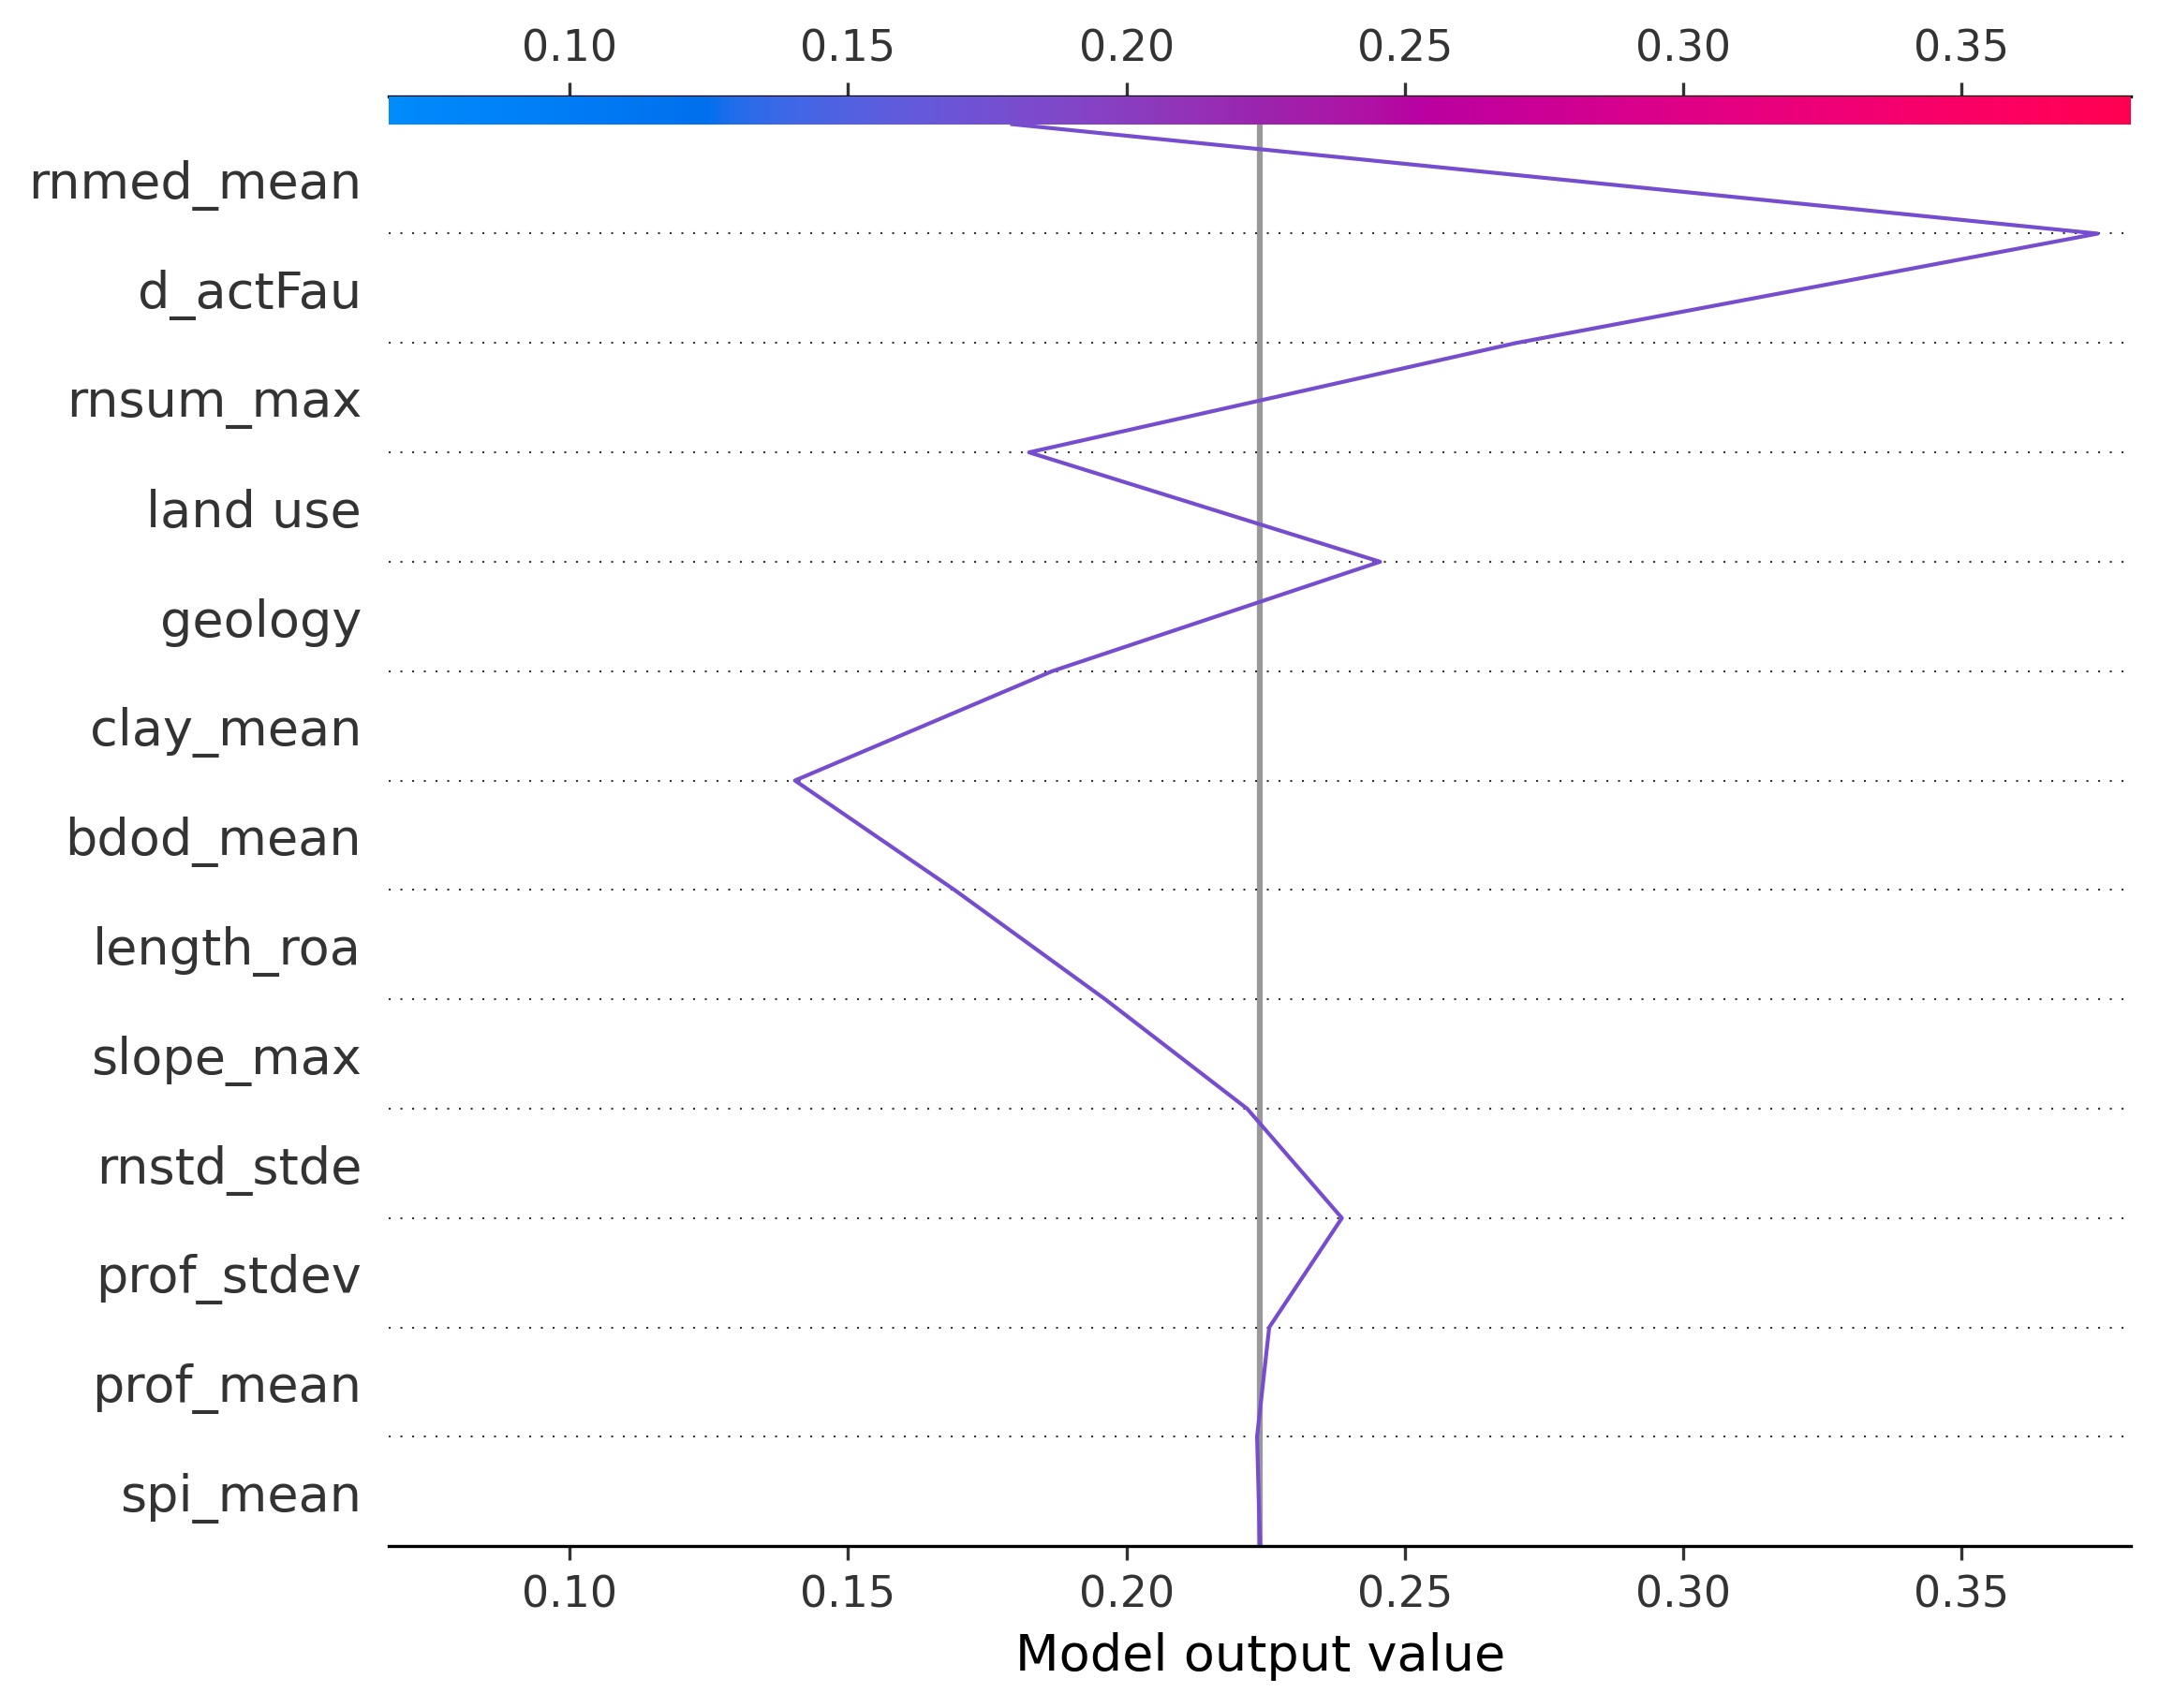 0.10 0.15 0.20 0.25 0.30 0.35
rnmed_mean
d_actFau
rnsum_max
land use
geology
clay_mean
bdod_mean
length_roa
slope_max
rnstd_stde
prof_stdev
prof_mean
spi_mean
0.10 0.15 0.20 0.25 0.30 0.35
Model output value